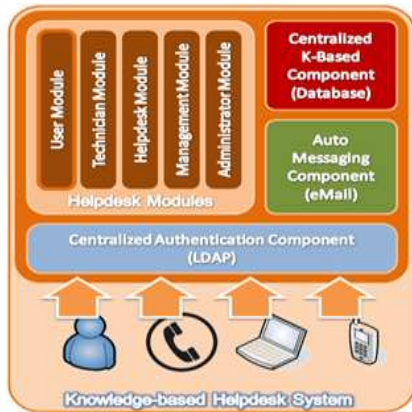 User Module
Technician Module
Helpdesk Module
Management Module
Administrator Module
Helpdesk Modules
Centralized
K-Based
Component
(Database)
Auto
Messaging
Component
(eMail)
Centralized Authentication Component
(LDAP)
Knowledge-based Helpdesk System